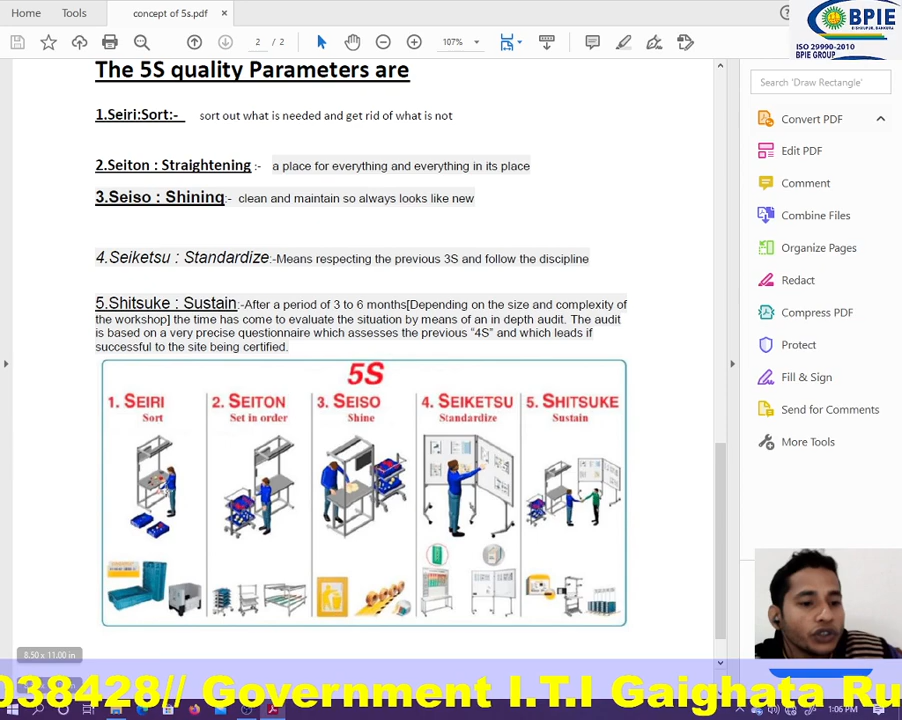 Home Tools concept of 5s.pdf ×
BPIE
ISO 29990-2010
BPIE GROUP
2 / 2 107%
The 5S quality Parameters are
Search 'Draw Rectangle'
1.Seiri:Sort:- sort out what is needed and get rid of what is not
Convert PDF
Edit PDF
2.Seiton : Straightening :- a place for everything and everything in its place
Comment
3.Seiso : Shining:- clean and maintain so always looks like new
Combine Files
Organize Pages
4.Seiketsu : Standardize:-Means respecting the previous 3S and follow the discipline
Redact
5.Shitsuke : Sustain:-After a period of 3 to 6 months[Depending on the size and complexity of
the workshop] the time has come to evaluate the situation by means of an in depth audit. The audit
is based on a very precise questionnaire which assesses the previous “4S” and which leads if
successful to the site being certified.
Compress PDF
Protect
Fill & Sign
Send for Comments
More Tools
5S
1. SEIRI 2. SEITON 3. SEISO 4. SEIKETSU 5. SHITSUKE
Sort Set in order Shine Standardize Sustain
8.50 x 11.00 in
038428// Government I.T.I Gaighata Ru
1:06 PM